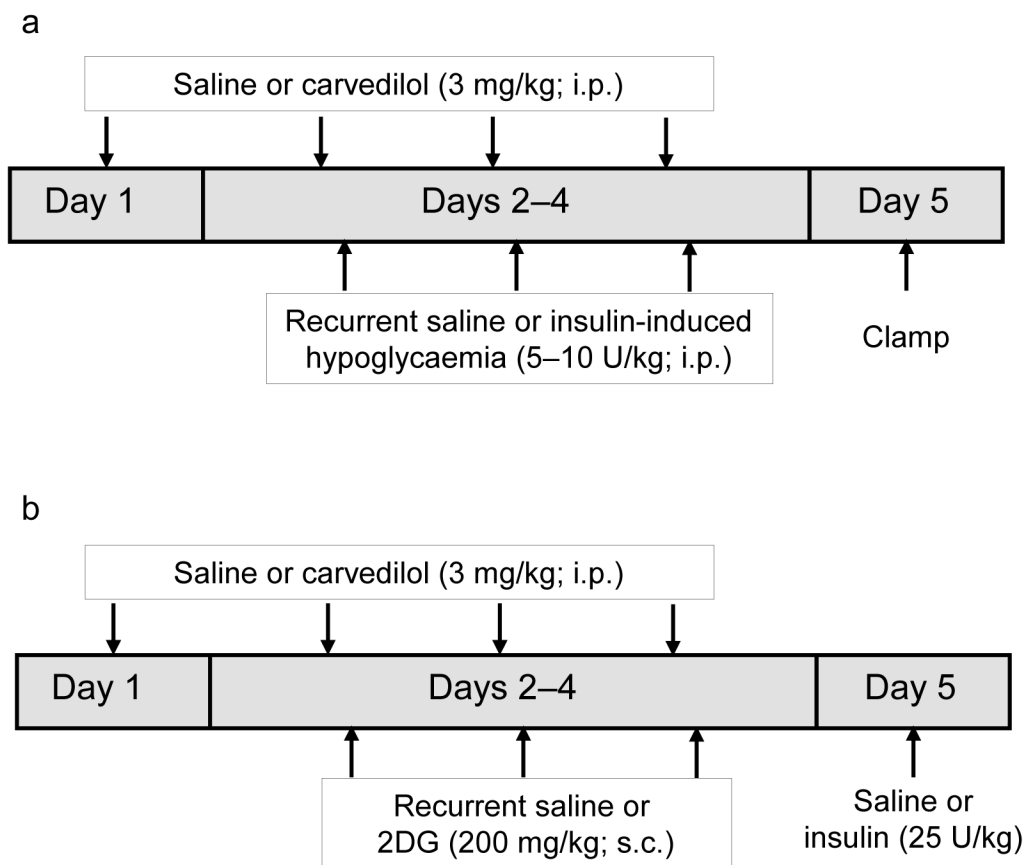 a
Saline or carvedilol (3 mg/kg; i.p.)
Day 1
Days 2–4
Day 5
Recurrent saline or insulin-induced
hypoglycaemia (5–10 U/kg; i.p.)
Clamp
b
Saline or carvedilol (3 mg/kg; i.p.)
Day 1
Days 2–4
Day 5
Recurrent saline or
2DG (200 mg/kg; s.c.)
Saline or
insulin (25 U/kg)